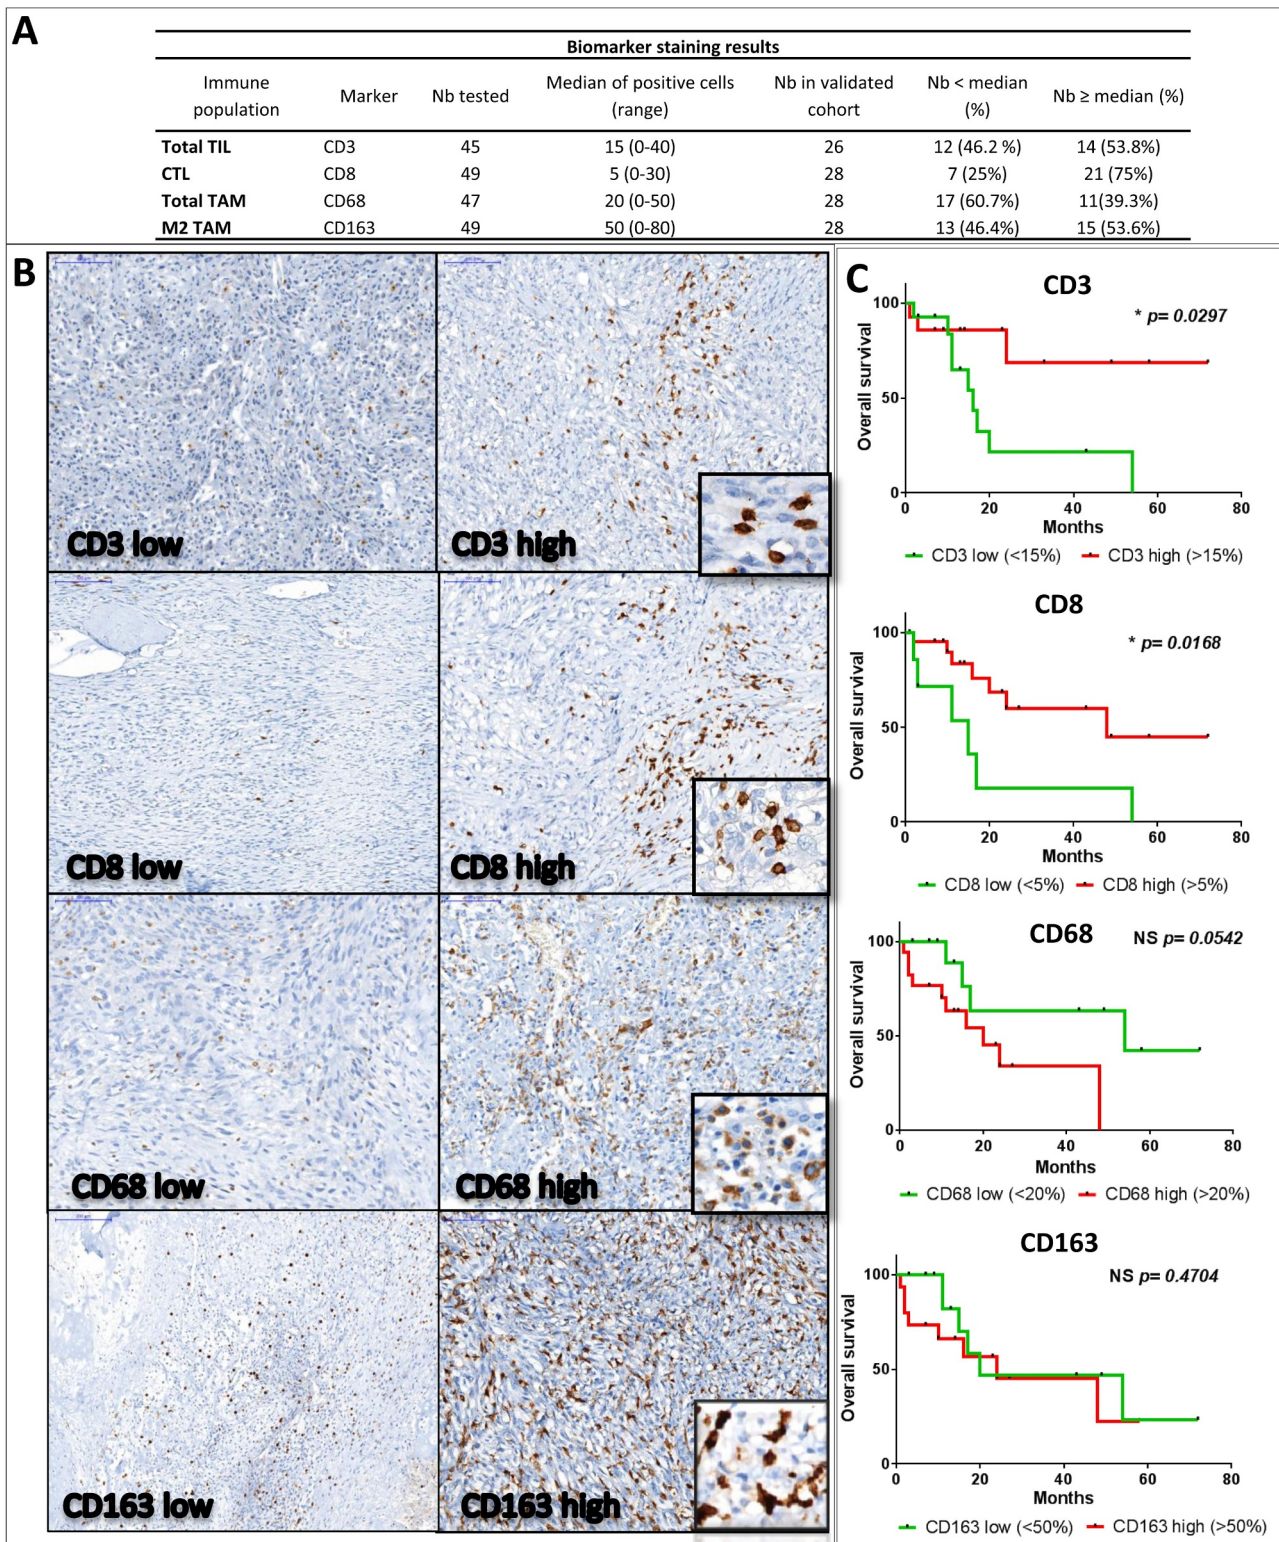 A
Biomarker staining results
Immune population Marker Nb tested Median of positive cells (range) Nb in validated cohort Nb < median (%) Nb ≥ median (%)
Total TIL CD3 45 15 (0-40) 26 12 (46.2 %) 14 (53.8%)
CTL CD8 49 5 (0-30) 28 7 (25%) 21 (75%)
Total TAM CD68 47 20 (0-50) 28 17 (60.7%) 11(39.3%)
M2 TAM CD163 49 50 (0-80) 28 13 (46.4%) 15 (53.6%)
B
CD3 low
CD3 high
CD8 low
CD8 high
CD68 low
CD68 high
CD163 low
CD163 high
C
CD3
* p= 0.0297
Overall survival
100
50
0
0 20 40 60 80
Months
CD3 low (<15%) CD3 high (>15%)
CD8
* p= 0.0168
Overall survival
100
50
0
0 20 40 60 80
Months
CD8 low (<5%) CD8 high (>5%)
CD68
NS p= 0.0542
Overall survival
100
50
0
0 20 40 60 80
Months
CD68 low (<20%) CD68 high (>20%)
CD163
NS p= 0.4704
Overall survival
100
50
0
0 20 40 60 80
Months
CD163 low (<50%) CD163 high (>50%)